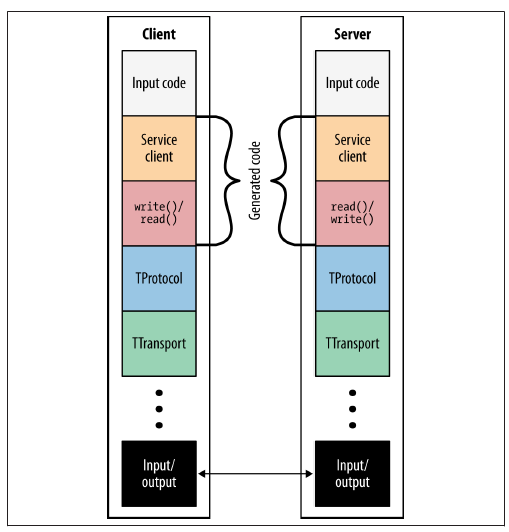 Client
Input code
Service
client
write()/
read()
TProtocol
TTransport
Input/
output
Generated code
Server
Input code
Service
client
read()/
write()
TProtocol
TTransport
Input/
output